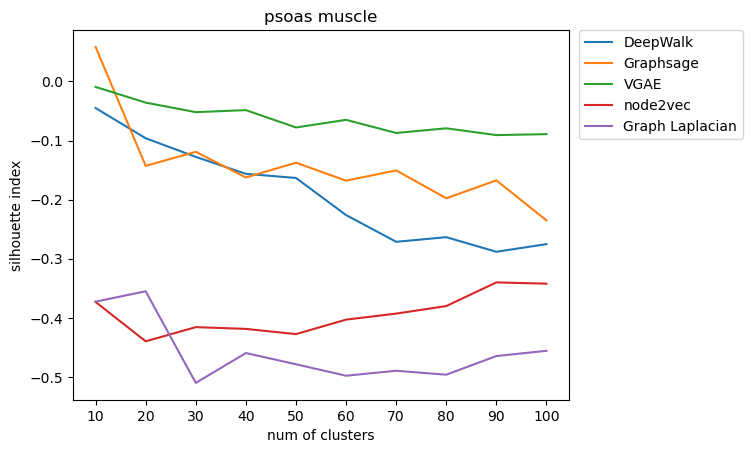 psoas muscle
DeepWalk
Graphsage
VGAE
node2vec
Graph Laplacian
silhouette index
0.0
−0.1
−0.2
−0.3
−0.4
−0.5
10 20 30 40 50 60 70 80 90 100
num of clusters